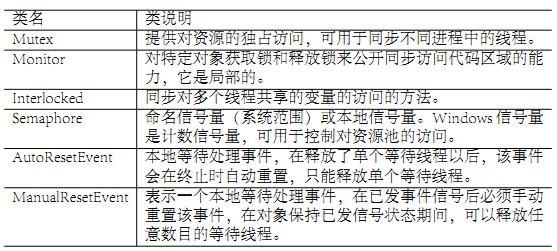 类名 类说明
Mutex 提供对资源的独占访问，可用于同步不同进程中的线程。
Monitor 对特定对象获取锁和释放锁来公开同步访问代码区域的能
力，它是局部的。
Interlocked 同步对多个线程共享的变量的访问的方法。
Semaphore 命名信号量（系统范围）或本地信号量。Windows 信号量
是计数信号量，可用于控制对资源池的访问。
AutoResetEvent 本地等待处理事件，在释放了单个等待线程以后，该事件
会在终止时自动重置，只能释放单个等待线程。
ManualResetEvent 表示一个本地等待处理事件，在已发事件信号后必须手动
重置该事件，在对象保持已发信号状态期间，可以释放任
意数目的等待线程。